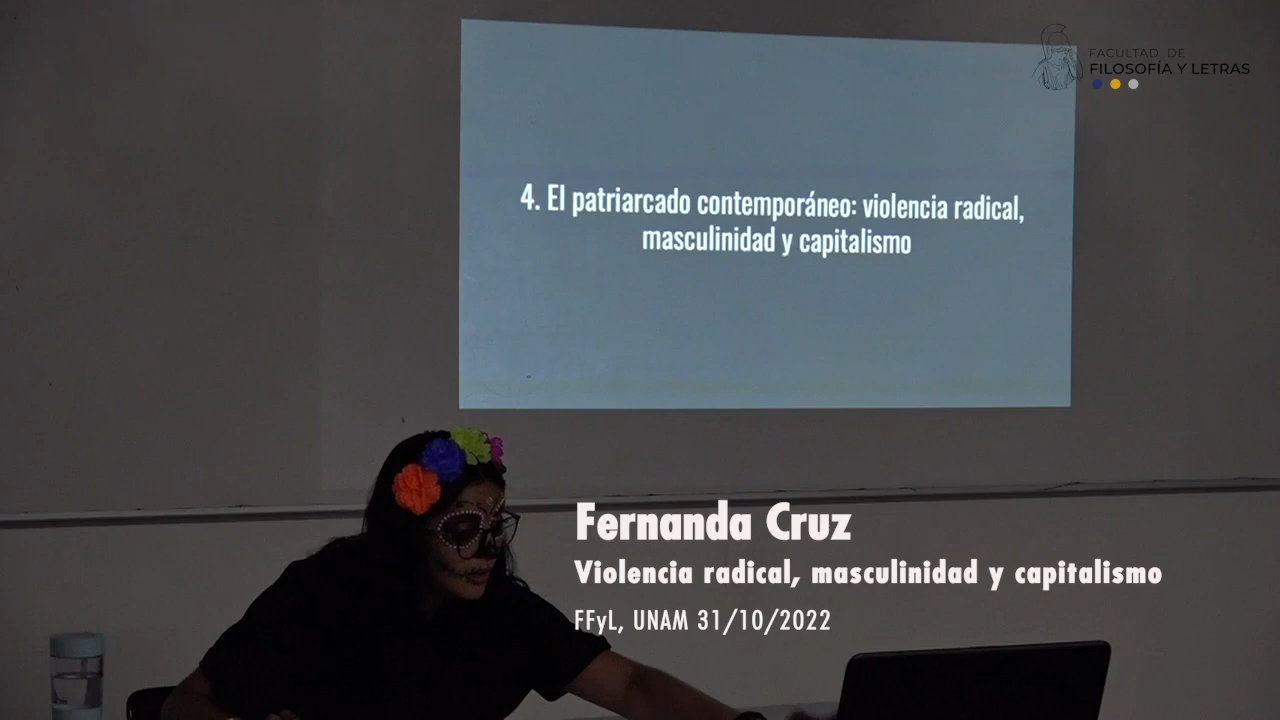 FACULTAD DE
FILOSOFÍA Y LETRAS
4. El patriarcado contemporáneo: violencia radical,
masculinidad y capitalismo
Fernanda Cruz
Violencia radical, masculinidad y capitalismo
FFyL, UNAM 31/10/2022